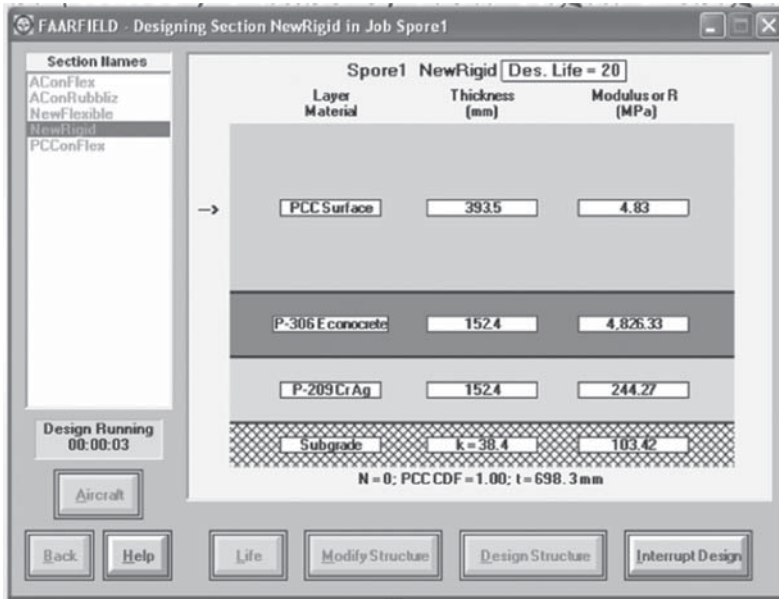 FAARFIELD - Designing Section NewRigid in Job Spore1
Section Names
AConFlex
AConRubbliz
NewFlexible
NewRigid
PCConFlex
Spore1 NewRigid Des. Life = 20
Layer Material Thickness (mm) Modulus or R (MPa)
--> PCC Surface 393.5 4.83
P-306 Econocrete 152.4 4,826.33
P-209 Cr Ag 152.4 244.27
Subgrade k = 38.4 103.42
N = 0; PCC CDF = 1.00; t = 698.3 mm
Design Running
00:00:03
Aircraft
Back Help Life Modify Structure Design Structure Interrupt Design